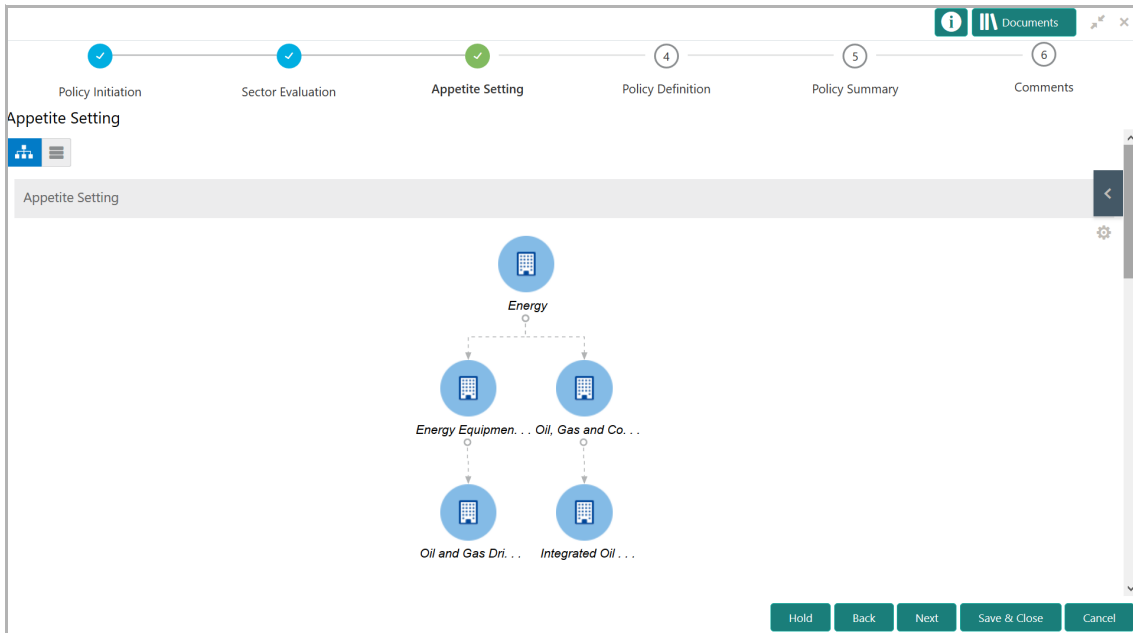 Documents
4
5
6
Policy Initiation
Sector Evaluation
Appetite Setting
Policy Definition
Policy Summary
Comments
Appetite Setting
Appetite Setting
Energy
Energy Equipmen. . .
Oil, Gas and Co. . .
Oil and Gas Dri. . .
Integrated Oil . . .
Hold
Back
Next
Save & Close
Cancel